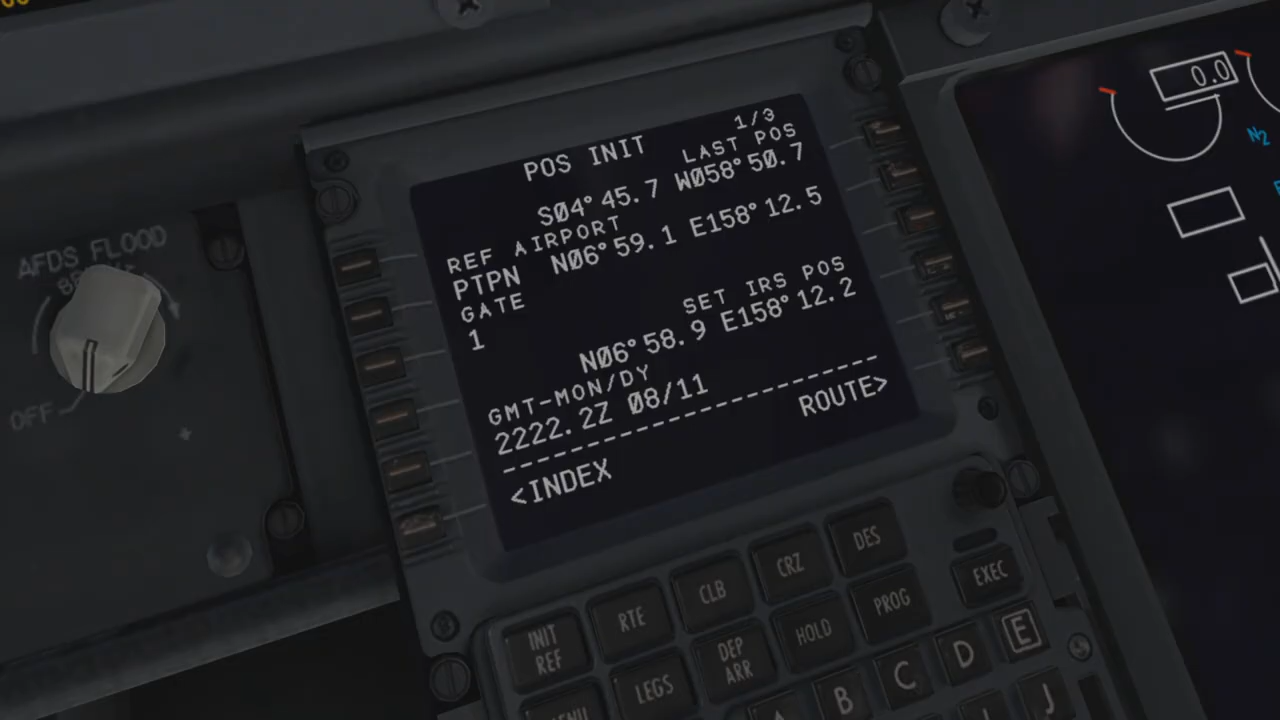 POS INIT 1/3
LAST POS
S04°45.7 W058°50.7
REF AIRPORT
PTPN N06°59.1 E158°12.5
GATE
1
SET IRS POS
N06°58.9 E158°12.2
GMT-MON/DY
2222.2Z 08/11
--------------------------------
<INDEX ROUTE>
AFDS FLOOD
OFF
0.0
N2
INIT REF
RTE
CLB
CRZ
DES
EXEC
LEGS
DEP ARR
HOLD
PROG
MENU
A
B
C
D
E
J